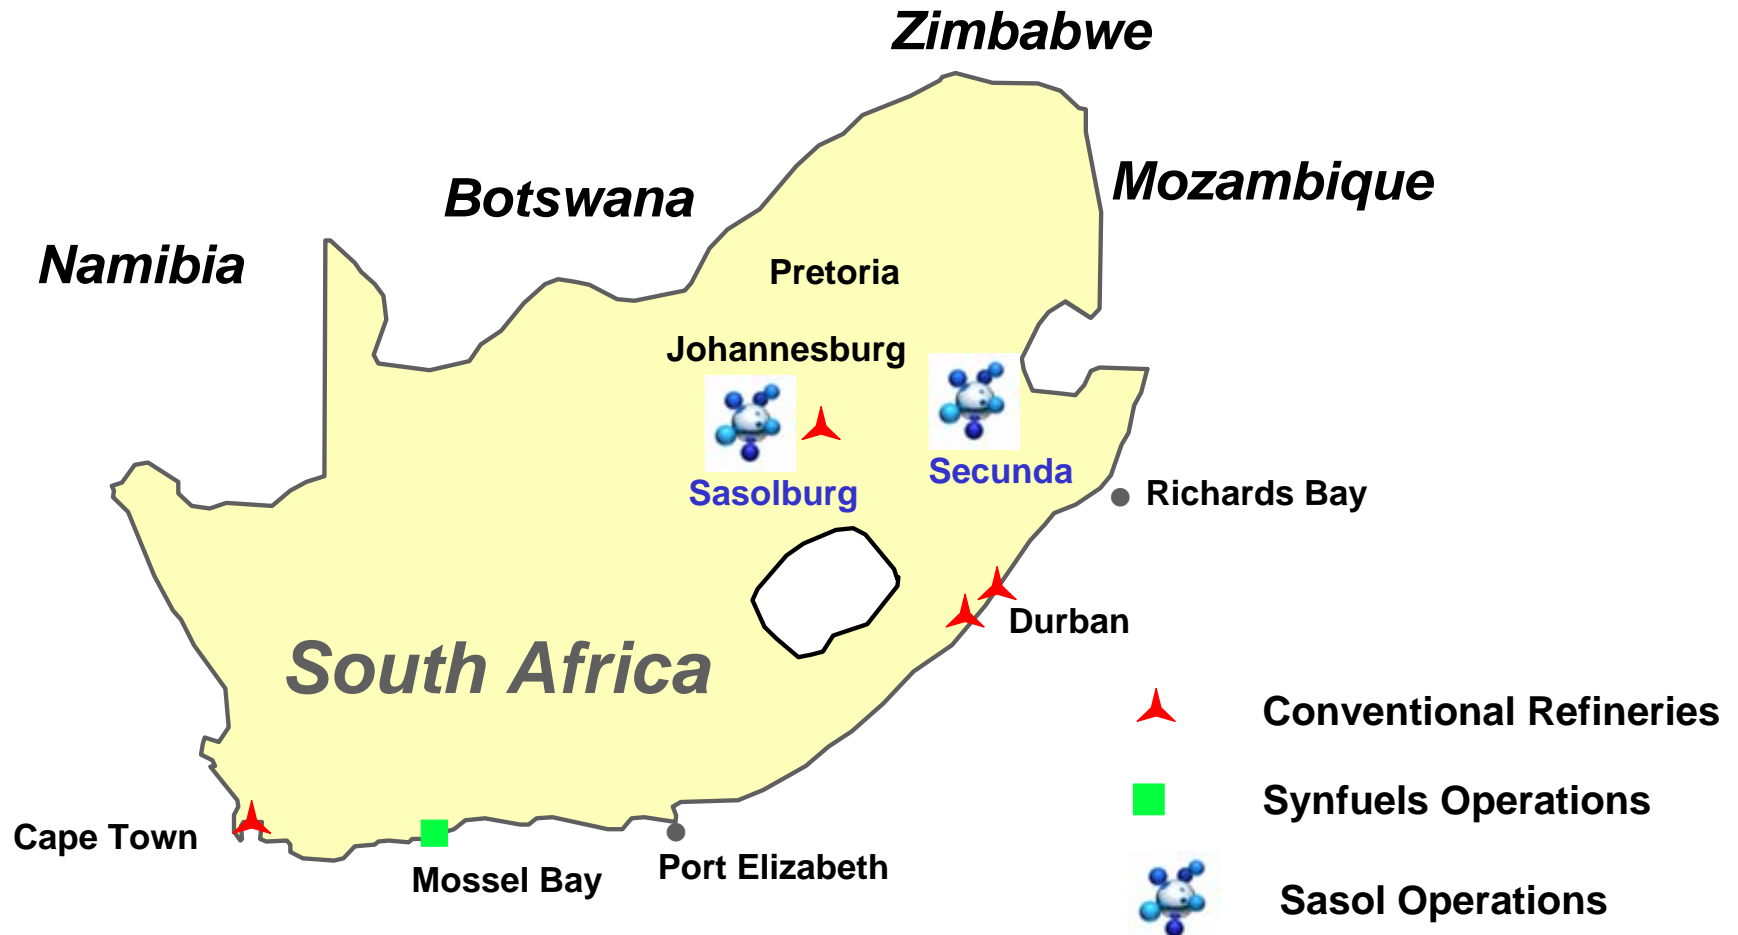 Zimbabwe
Botswana
Mozambique
Namibia
Pretoria
Johannesburg
Secunda
Sasolburg
Richards Bay
Durban
South Africa
Conventional Refineries
Synfuels Operations
Cape Town
Mossel Bay
Port Elizabeth
Sasol Operations